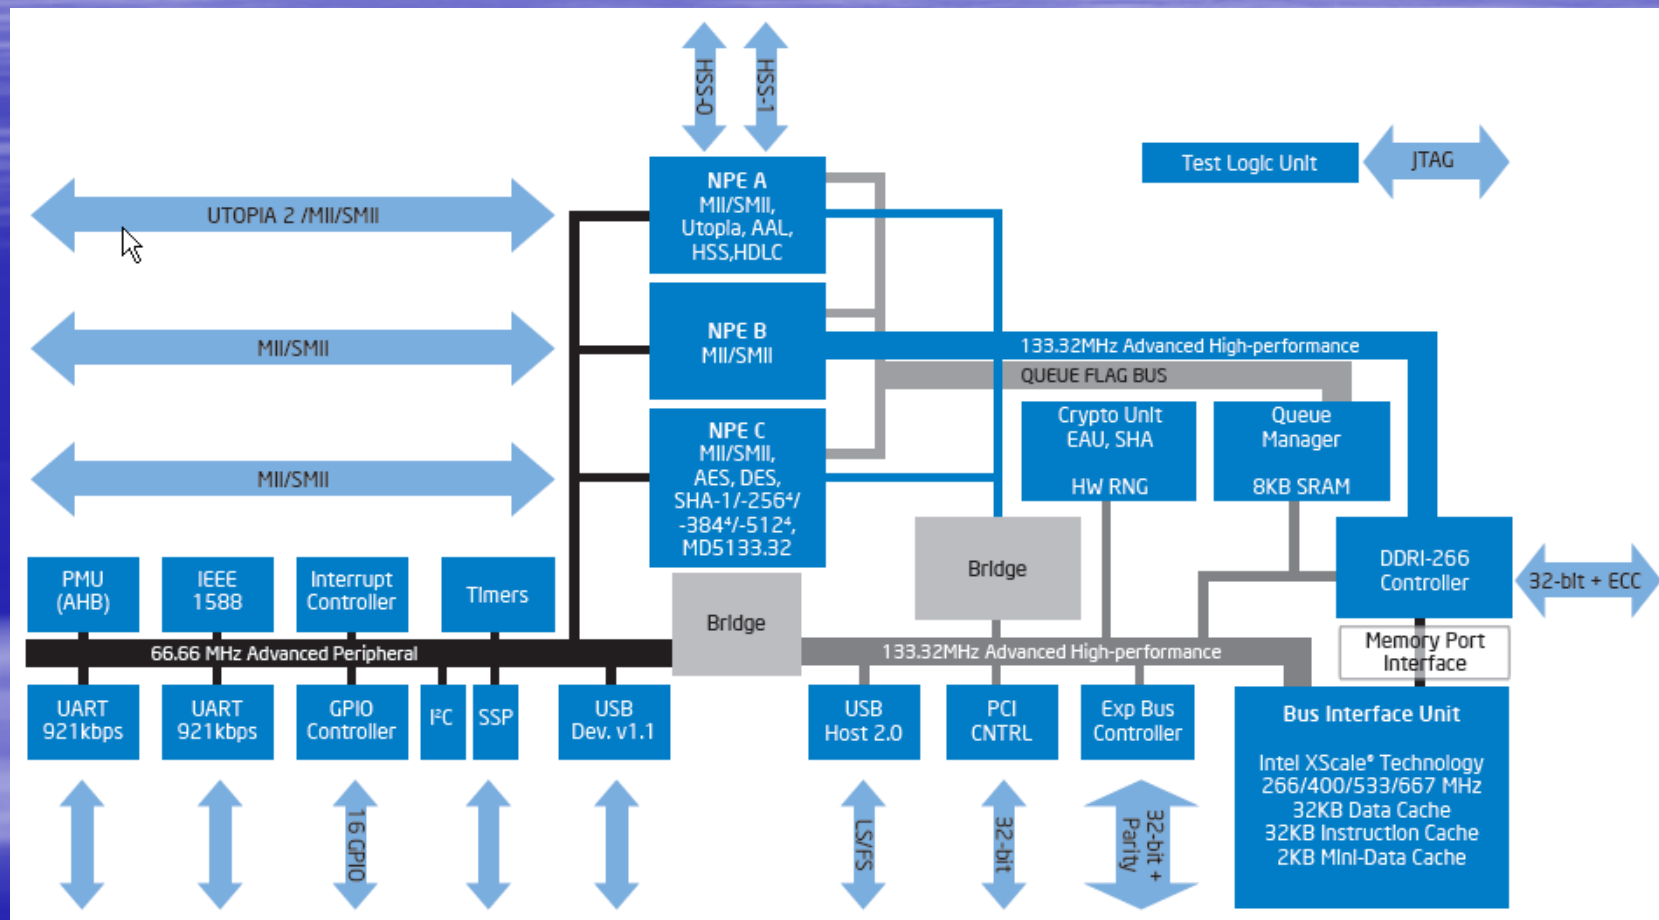 HSS-0
HSS-1
Test Logic Unit
JTAG
NPE A
MII/SMII,
Utopia, AAL,
HSS,HDLC
UTOPIA 2 /MII/SMII
NPE B
MII/SMII
MII/SMII
133.32MHz Advanced High-performance
QUEUE FLAG BUS
NPE C
MII/SMII,
AES, DES,
SHA-1/-256⁴/
-384⁴/-512⁴,
MD5133.32
MII/SMII
Crypto Unit
EAU, SHA
HW RNG
Queue
Manager
8KB SRAM
DDRI-266
Controller
32-bit + ECC
PMU
(AHB)
IEEE
1588
Interrupt
Controller
Timers
Bridge
Bridge
Memory Port
Interface
66.66 MHz Advanced Peripheral
133.32MHz Advanced High-performance
UART
921kbps
UART
921kbps
GPIO
Controller
I²C
SSP
USB
Dev. v1.1
USB
Host 2.0
PCI
CNTRL
Exp Bus
Controller
Bus Interface Unit
Intel XScale® Technology
266/400/533/667 MHz
32KB Data Cache
32KB Instruction Cache
2KB Mini-Data Cache
16 GPIO
LS/FS
32-bit
32-bit +
Parity